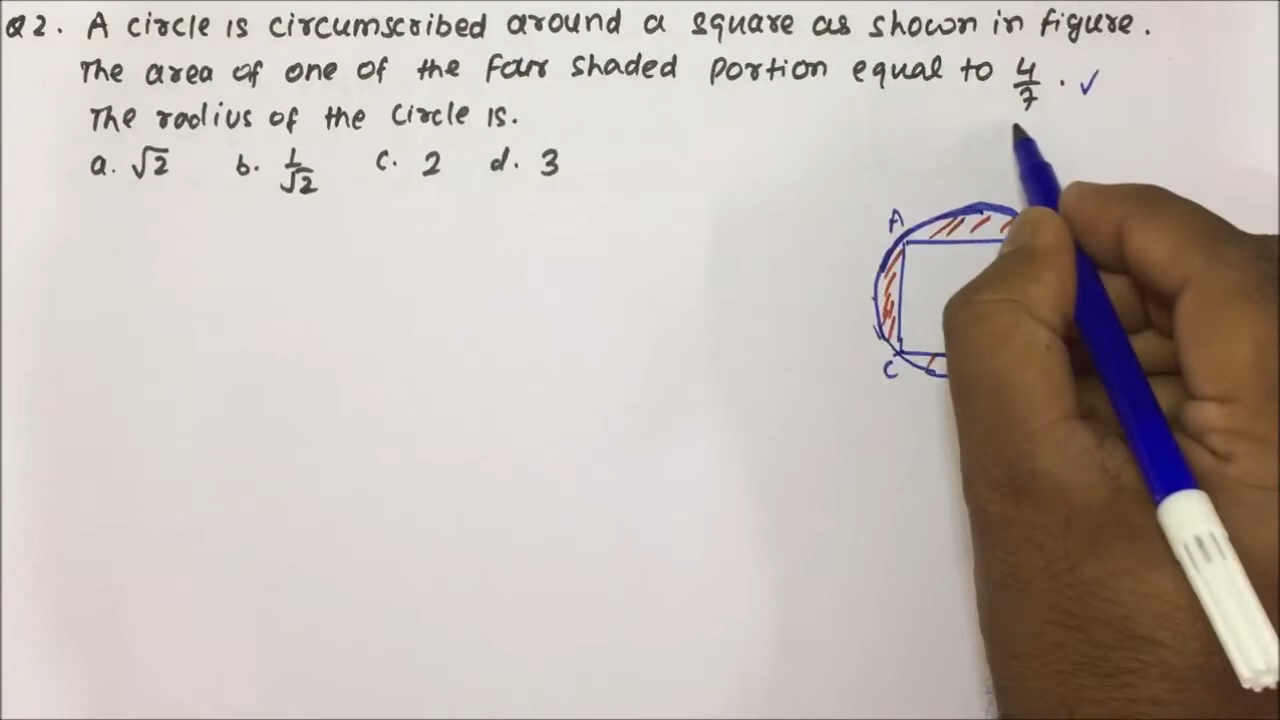 Q2. A circle is circumscribed around a square as shown in figure.
The area of one of the four shaded portion equal to 4/7. ✓
The radius of the circle is.
a. √2 b. 1/√2 c. 2 d. 3
A
C